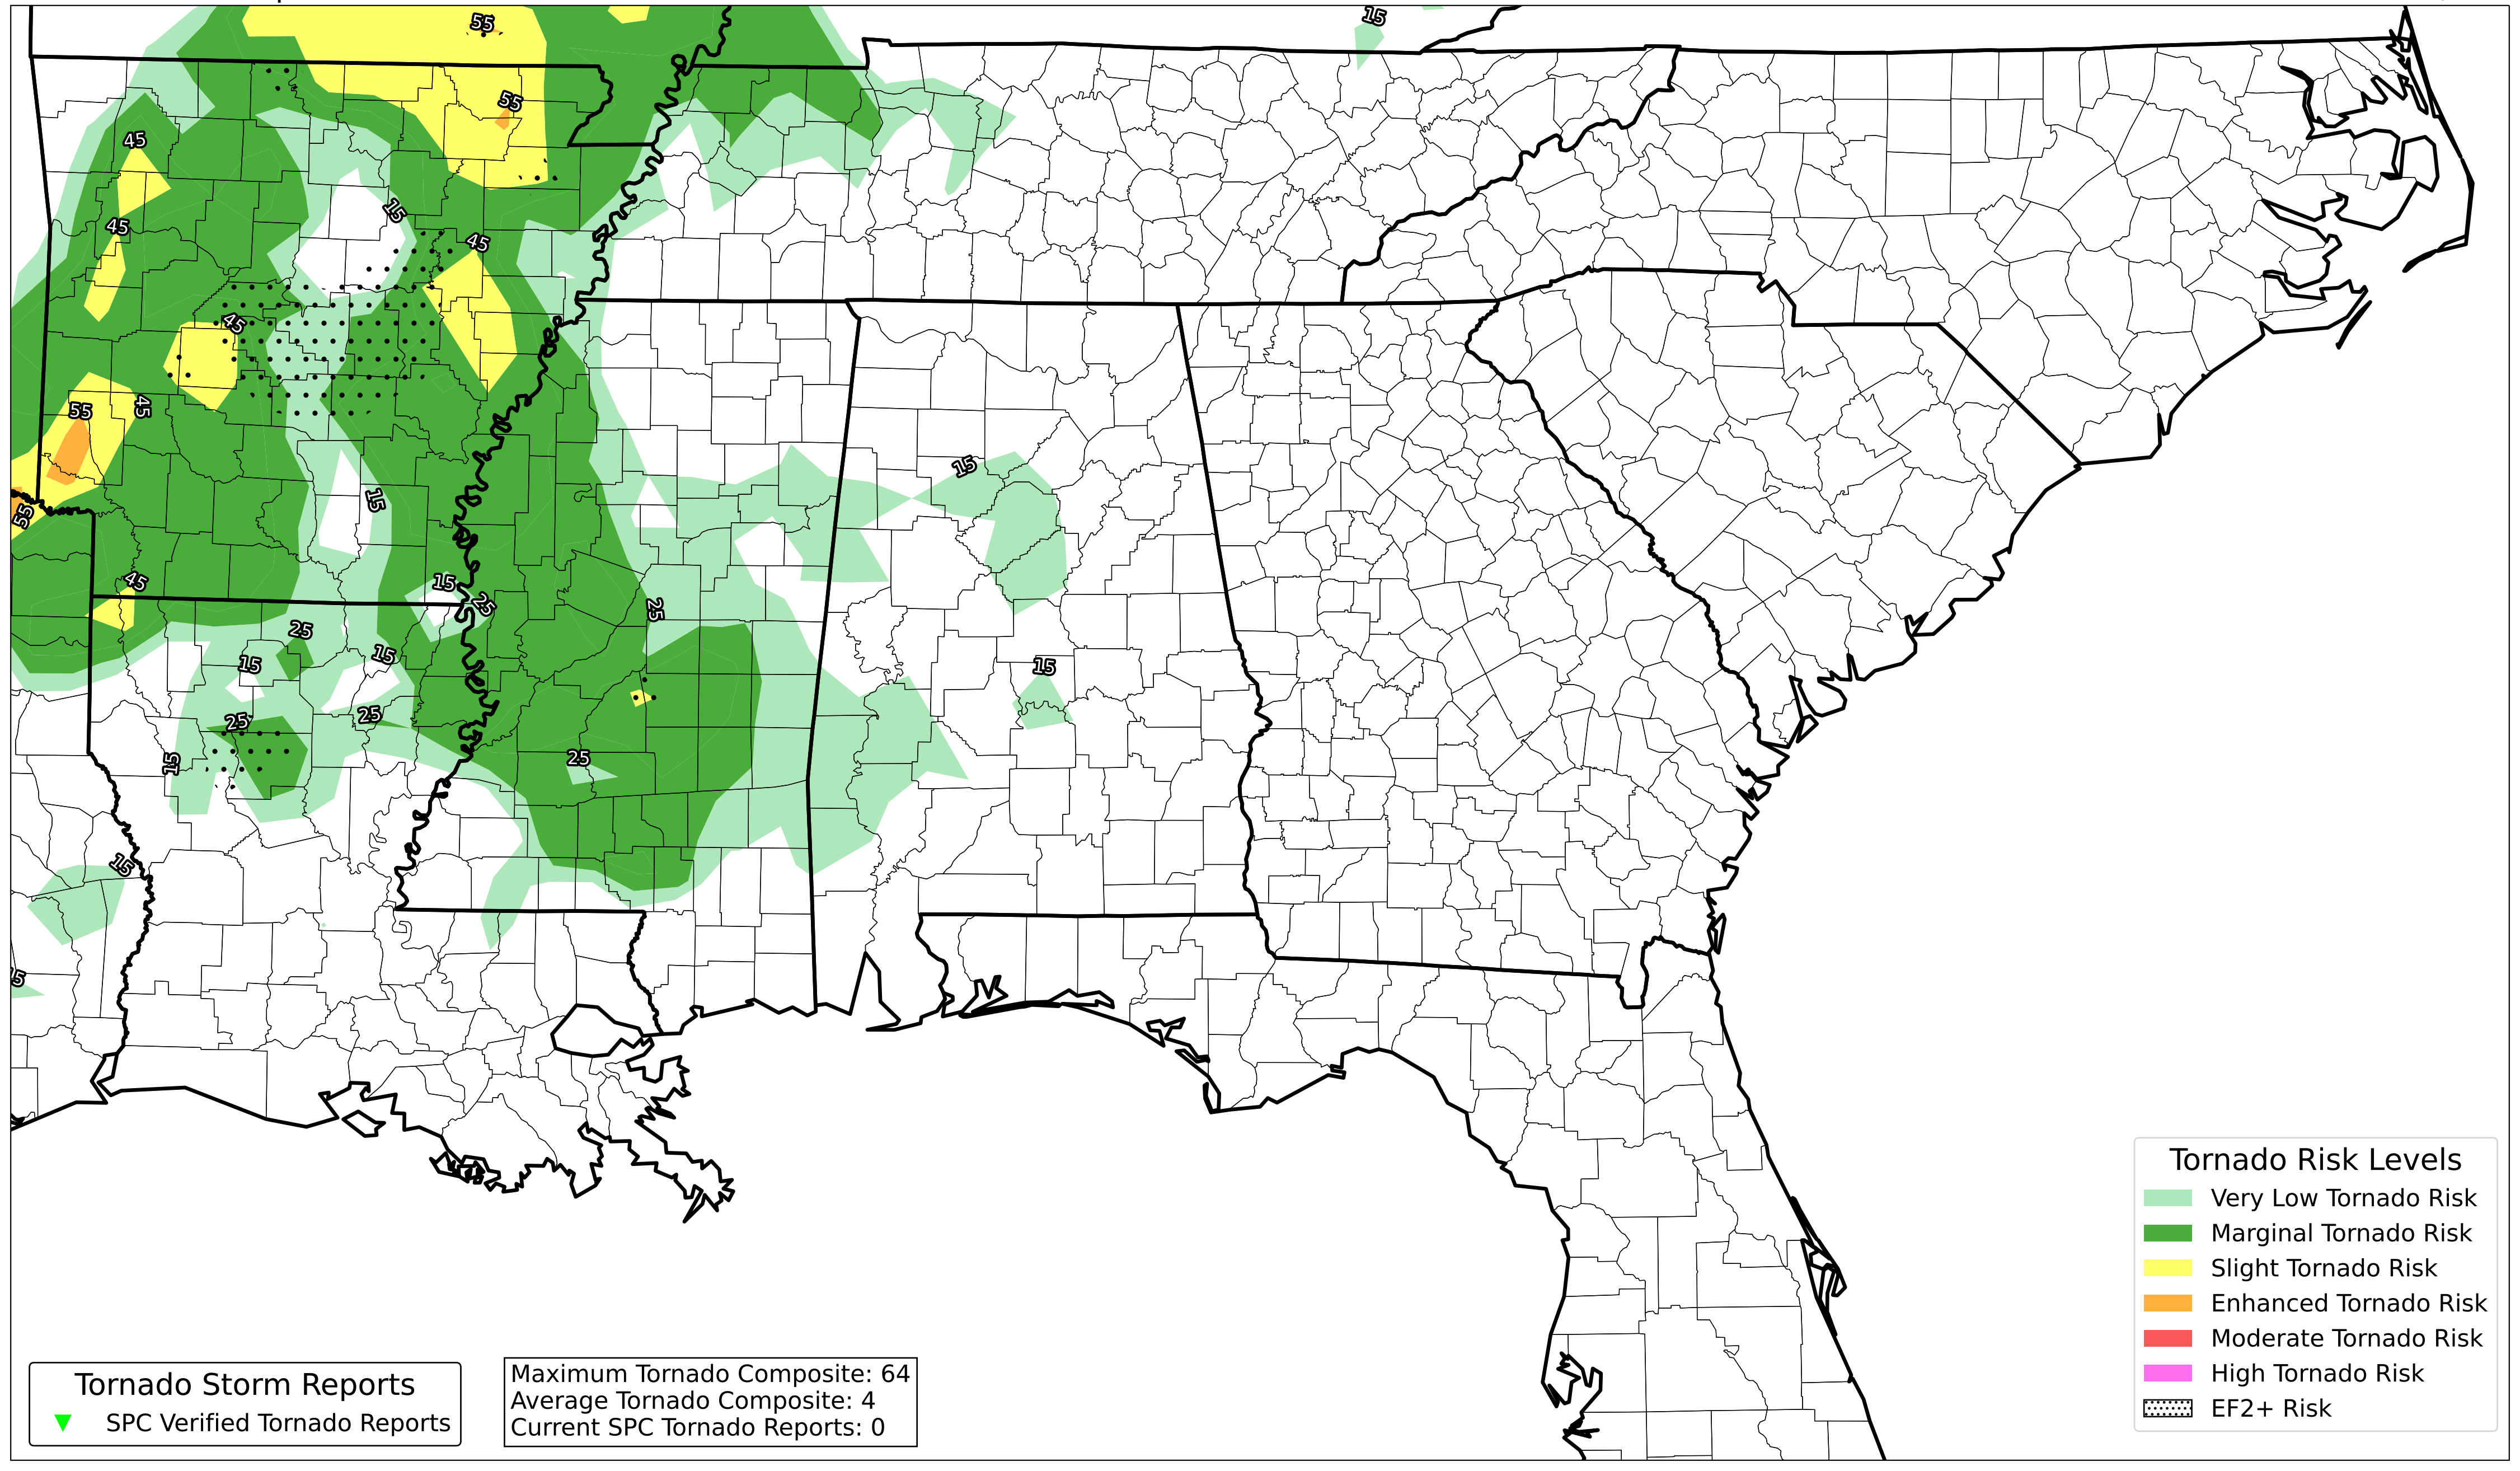 55
15
55
45
15
45
45
45
55
45
15
15
55
45
15
25
25
25
15
15
15
25
25
15
25
15
15
Tornado Risk Levels
Very Low Tornado Risk
Marginal Tornado Risk
Slight Tornado Risk
Enhanced Tornado Risk
Moderate Tornado Risk
High Tornado Risk
EF2+ Risk
Tornado Storm Reports
SPC Verified Tornado Reports
Maximum Tornado Composite: 64
Average Tornado Composite: 4
Current SPC Tornado Reports: 0